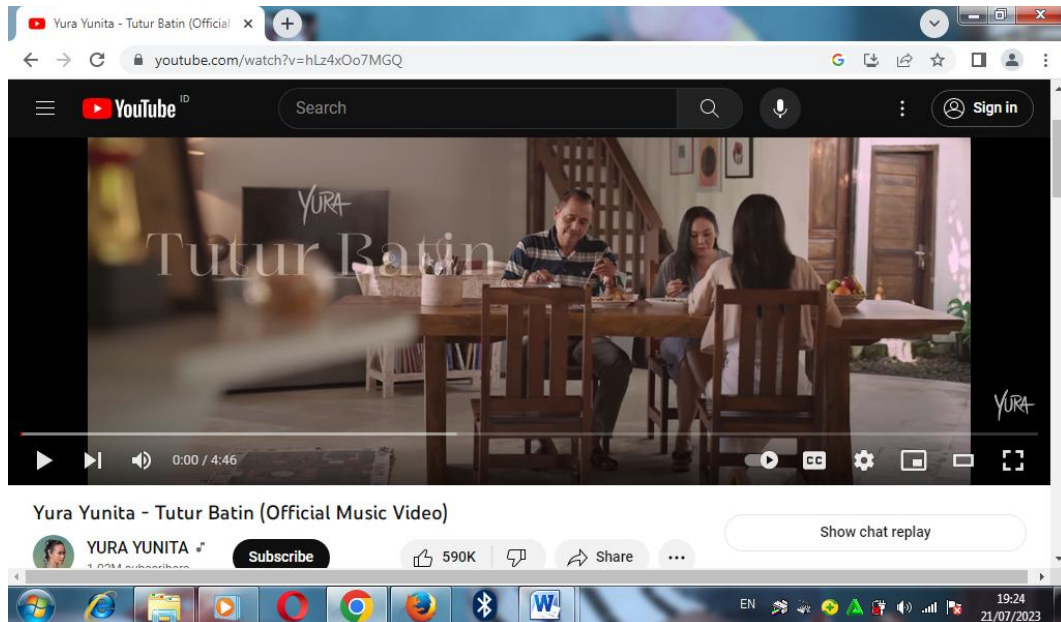 Yura Yunita - Tutur Batin (Official
youtube.com/watch?v=hLz4xOo7MGQ
YouTube ID
Search
Sign in
YURA
Tutur Batin
YURA
0:00 / 4:46
CC
Yura Yunita - Tutur Batin (Official Music Video)
Show chat replay
YURA YUNITA
Subscribe
590K
Share
EN
19:24
21/07/2023